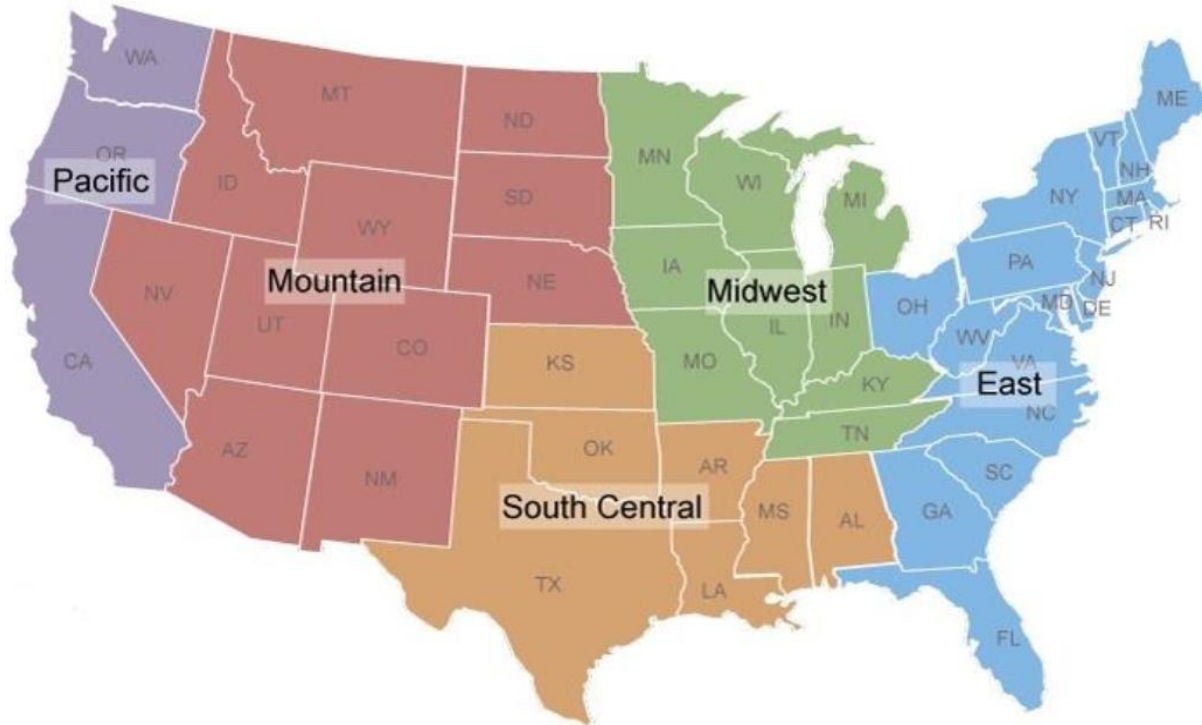 WA
ME
MT
ND
VT
OR
MN
NH
Pacific
ID
WI
MA
SD
MI
NY
CT
RI
WY
IA
PA
Mountain
NE
Midwest
NJ
NV
OH
MD
DE
UT
IL
IN
WV
CO
VA
CA
KS
MO
KY
East
NC
TN
AZ
OK
AR
SC
NM
South Central
MS
AL
GA
TX
LA
FL